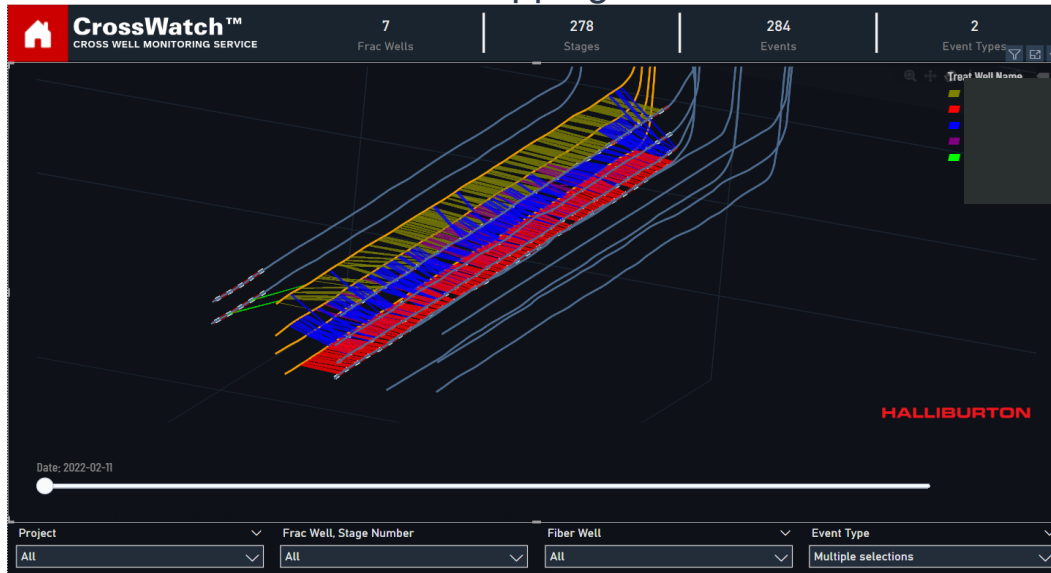 CrossWatch™
CROSS WELL MONITORING SERVICE
7
Frac Wells
278
Stages
284
Events
2
Event Types
Treat Well Name
HALLIBURTON
Date: 2022-02-11
Project
All
Frac Well, Stage Number
All
Fiber Well
All
Event Type
Multiple selections